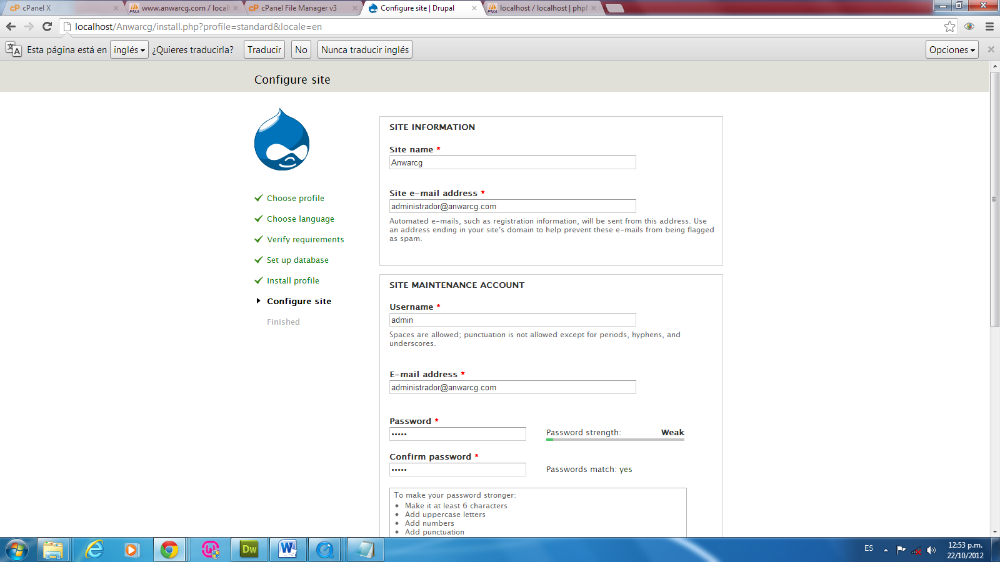 cPanel X
www.anwarcg.com / locall
cPanel File Manager v3
Configure site | Drupal
localhost / localhost | phpM
localhost/Anwarcg/install.php?profile=standard&locale=en
Esta página está en inglés ¿Quieres traducirla? Traducir No Nunca traducir inglés Opciones
Configure site
Choose profile
Choose language
Verify requirements
Set up database
Install profile
Configure site
Finished
SITE INFORMATION
Site name *
Anwarcg
Site e-mail address *
administrador@anwarcg.com
Automated e-mails, such as registration information, will be sent from this address. Use
an address ending in your site's domain to help prevent these e-mails from being flagged
as spam.
SITE MAINTENANCE ACCOUNT
Username *
admin
Spaces are allowed; punctuation is not allowed except for periods, hyphens, and
underscores.
E-mail address *
administrador@anwarcg.com
Password *
•••••
Password strength: Weak
Confirm password *
•••••
Passwords match: yes
To make your password stronger:
• Make it at least 6 characters
• Add uppercase letters
• Add numbers
• Add punctuation
Dw
W
ES
12:53 p.m.
22/10/2012